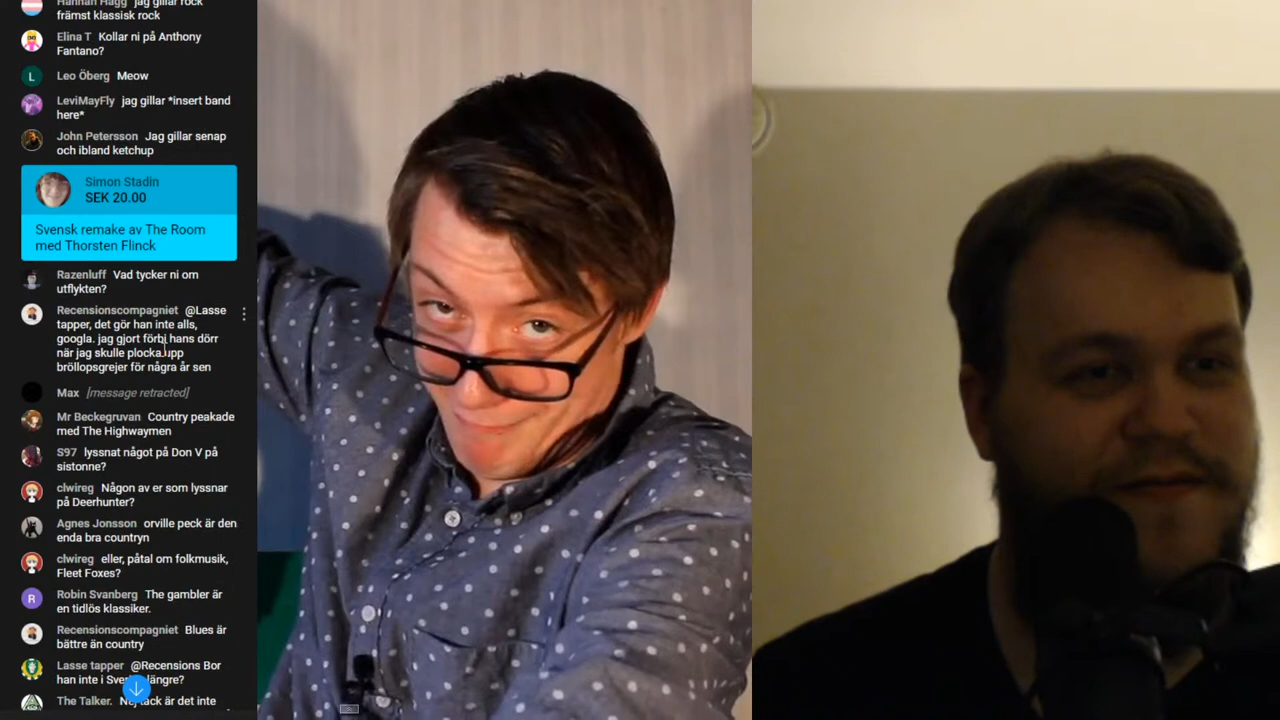 Hannah Hagg jag gillar rock
främst klassisk rock
Elina T Kollar ni på Anthony
Fantano?
L
Leo Öberg Meow
LeviMayFly jag gillar *insert band
here*
John Petersson Jag gillar senap
och ibland ketchup
Simon Stadin
SEK 20.00
Svensk remake av The Room
med Thorsten Flinck
Razenluff Vad tycker ni om
utflykten?
Recensionscompagniet @Lasse
tapper, det gör han inte alls,
googla. jag gjort förbi hans dörr
när jag skulle plocka upp
bröllopsgrejer för några år sen
Max [message retracted]
Mr Beckegruvan Country peakade
med The Highwaymen
S97 lyssnat något på Don V på
sistonne?
clwireg Någon av er som lyssnar
på Deerhunter?
Agnes Jonsson orville peck är den
enda bra countryn
clwireg eller, påtal om folkmusik,
Fleet Foxes?
R
Robin Svanberg The gambler är
en tidlös klassiker.
Recensionscompagniet Blues är
bättre än country
Lasse tapper @Recensions Bor
han inte i längre?
The Talker. tack är det inte